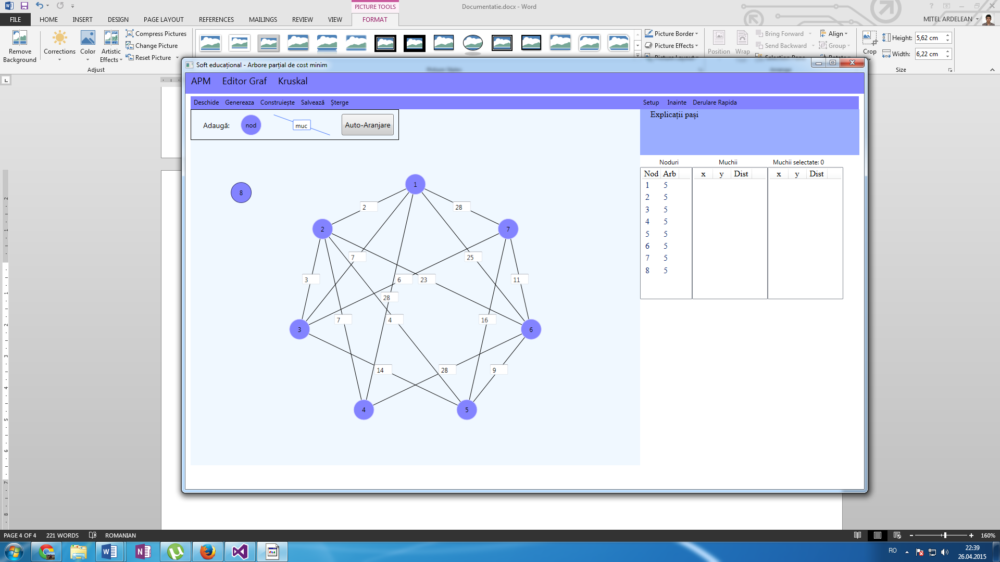 Documentatie.docx - Word
PICTURE TOOLS
FILE HOME INSERT DESIGN PAGE LAYOUT REFERENCES MAILINGS REVIEW VIEW FORMAT
MITEL ARDELEAN
Remove Background
Corrections
Color
Artistic Effects
Compress Pictures
Change Picture
Reset Picture
Adjust
Picture Border
Picture Effects
Position
Wrap
Bring Forward
Send Backward
Align
Group
Crop
Height: 5,62 cm
Width: 6,22 cm
Size
Soft educațional - Arbore parțial de cost minim
APM Editor Graf Kruskal
Deschide Genereaza Construiește Salvează Șterge
Setup Inainte Derulare Rapida
Adaugă: nod muc Auto-Aranjare
Explicații pași
Noduri Muchii Muchii selectate: 0
Nod Arb x y Dist x y Dist
1 5
2 5
3 5
4 5
5 5
6 5
7 5
8 5
1
8
2 28
2 7
7 25
3 6 23 11
28
7 4 16
3 6
14 28 9
4 5
PAGE 4 OF 4 221 WORDS ROMANIAN
160%
RO
22:39
26.04.2015